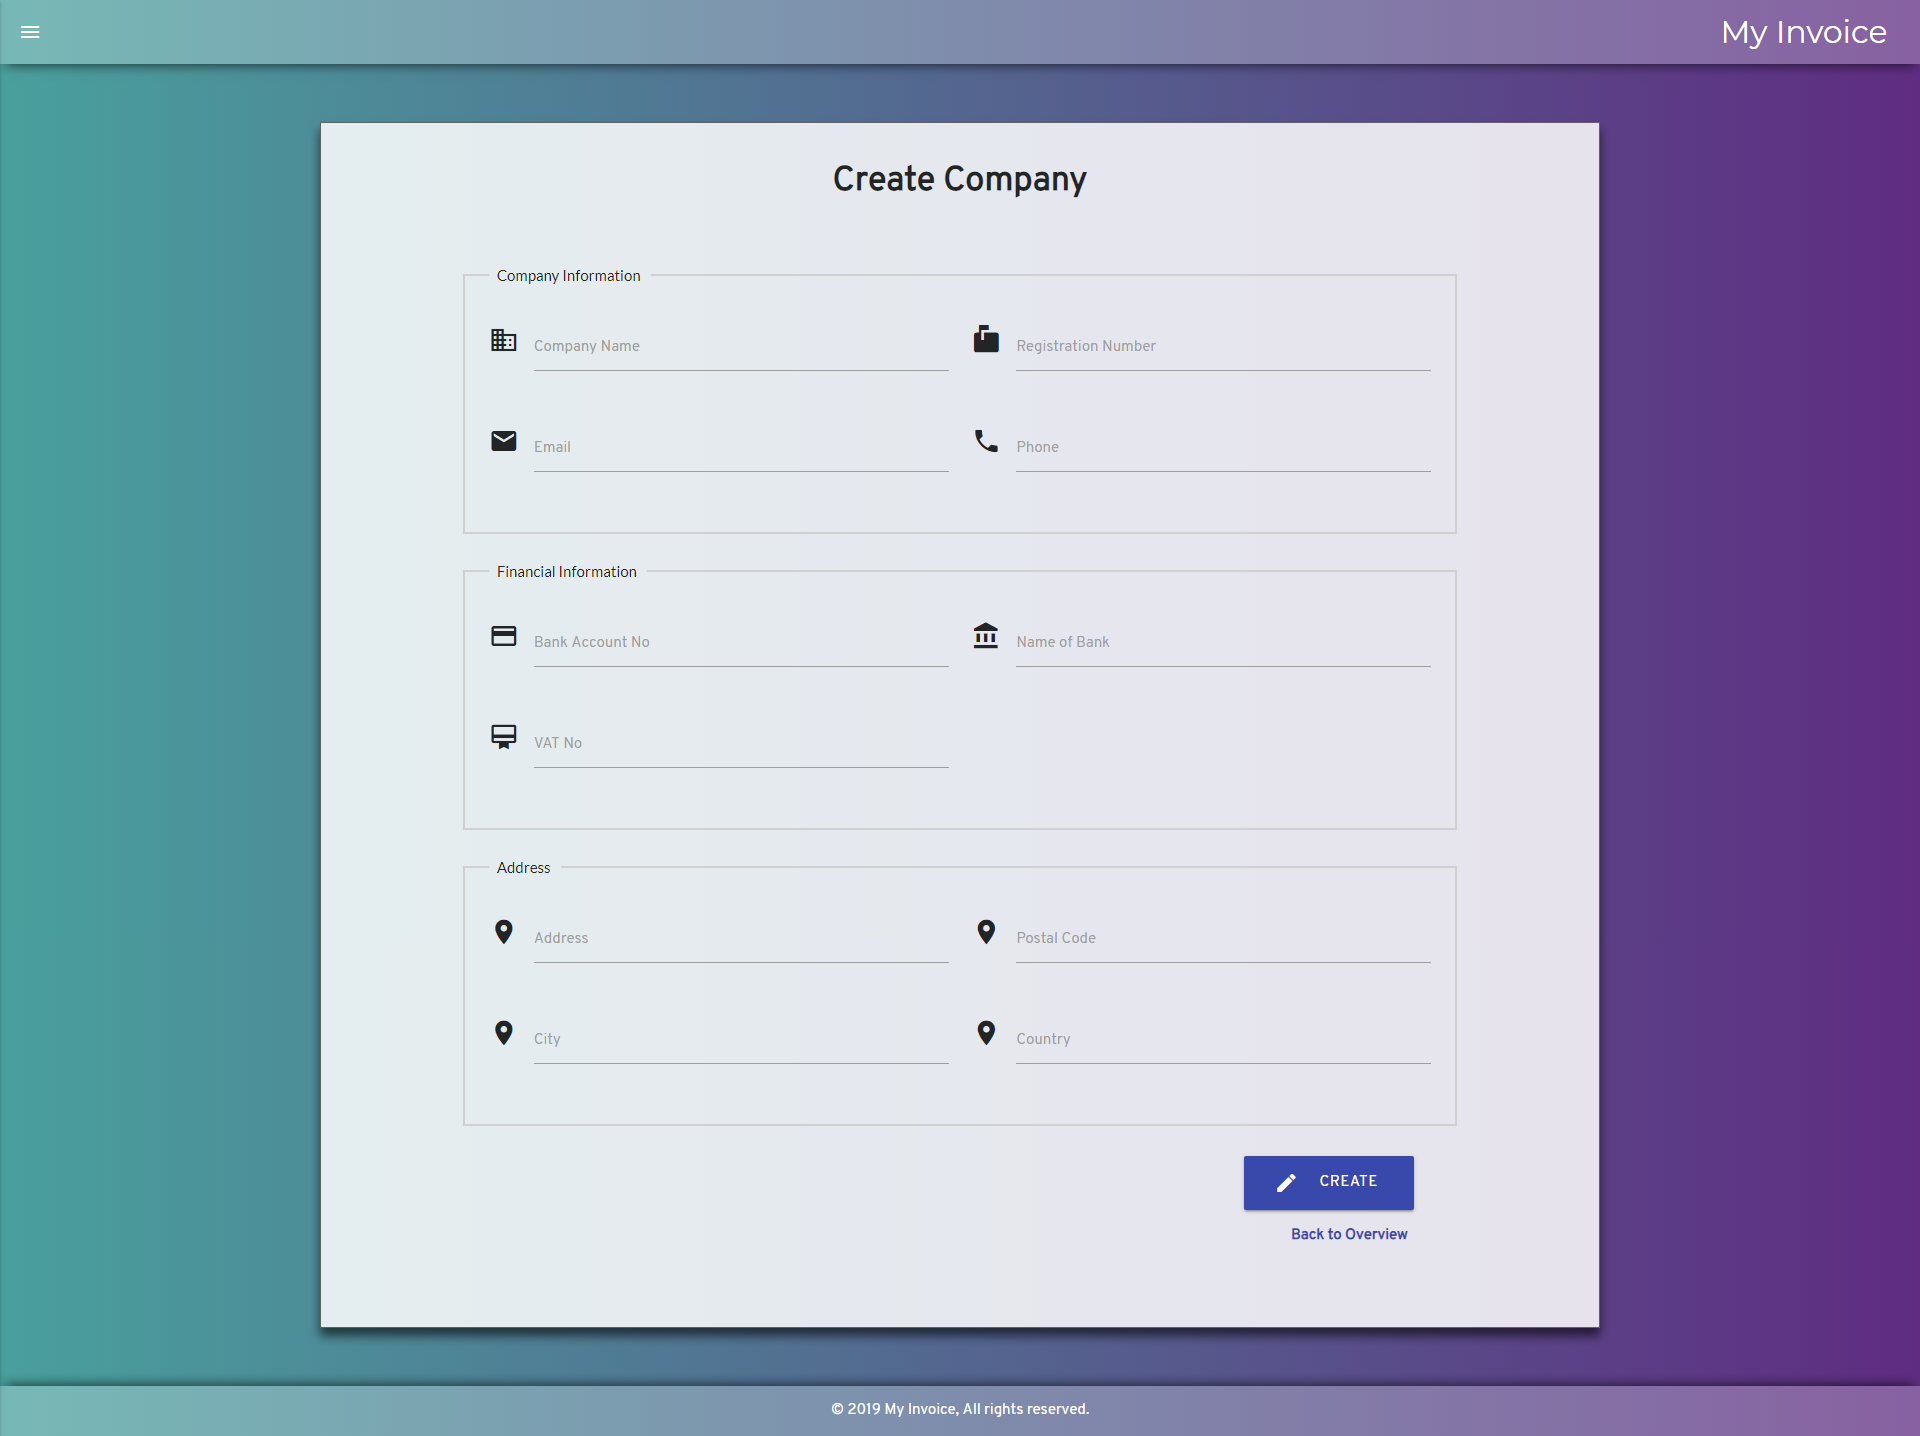 My Invoice
Create Company
Company Information
Company Name
Registration Number
Email
Phone
Financial Information
Bank Account No
Name of Bank
VAT No
Address
Address
Postal Code
City
Country
CREATE
Back to Overview
© 2019 My Invoice, All rights reserved.